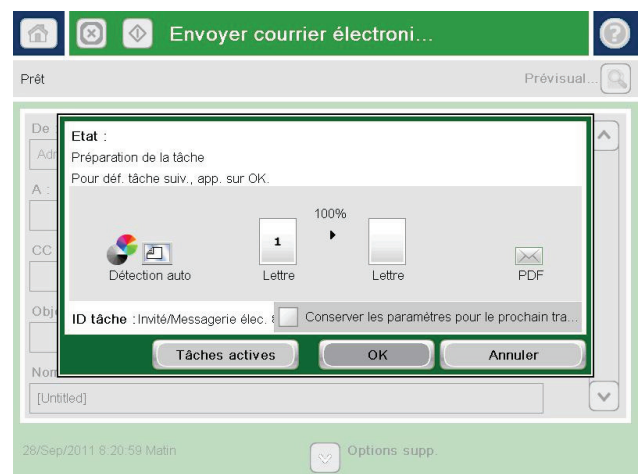 Envoyer courrier électroni...
Prêt
Prévisual...
De
Adr
Etat :
Préparation de la tâche
Pour déf. tâche suiv., app. sur OK.
A :
CC
100%
1
Détection auto
Lettre
Lettre
PDF
Obje
ID tâche : Invité/Messagerie élec.
Conserver les paramètres pour le prochain tra...
Tâches actives
OK
Annuler
Nom
[Untitled]
28/Sep/2011 6:20:59 Matin
Options supp.